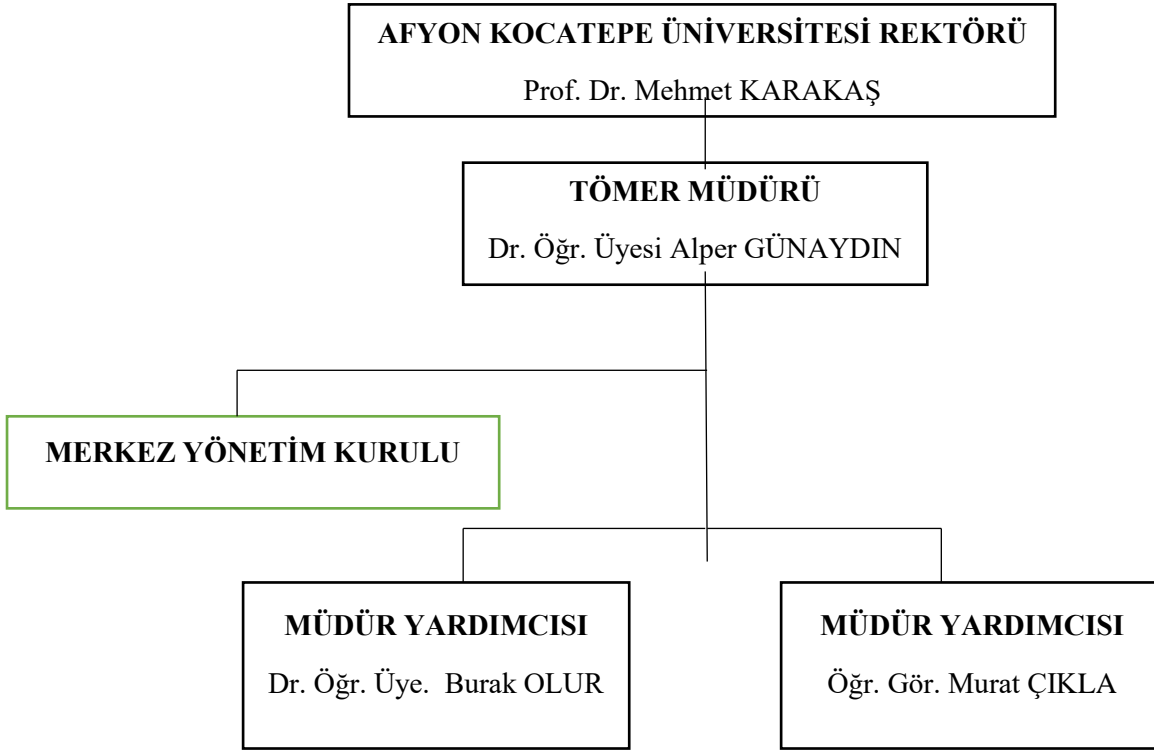 AFYON KOCATEPE ÜNİVERSİTESİ REKTÖRÜ
Prof. Dr. Mehmet KARAKAŞ
TÖMER MÜDÜRÜ
Dr. Öğr. Üyesi Alper GÜNAYDIN
MERKEZ YÖNETİM KURULU
MÜDÜR YARDIMCISI
Dr. Öğr. Üye. Burak OLUR
MÜDÜR YARDIMCISI
Öğr. Gör. Murat ÇIKLA